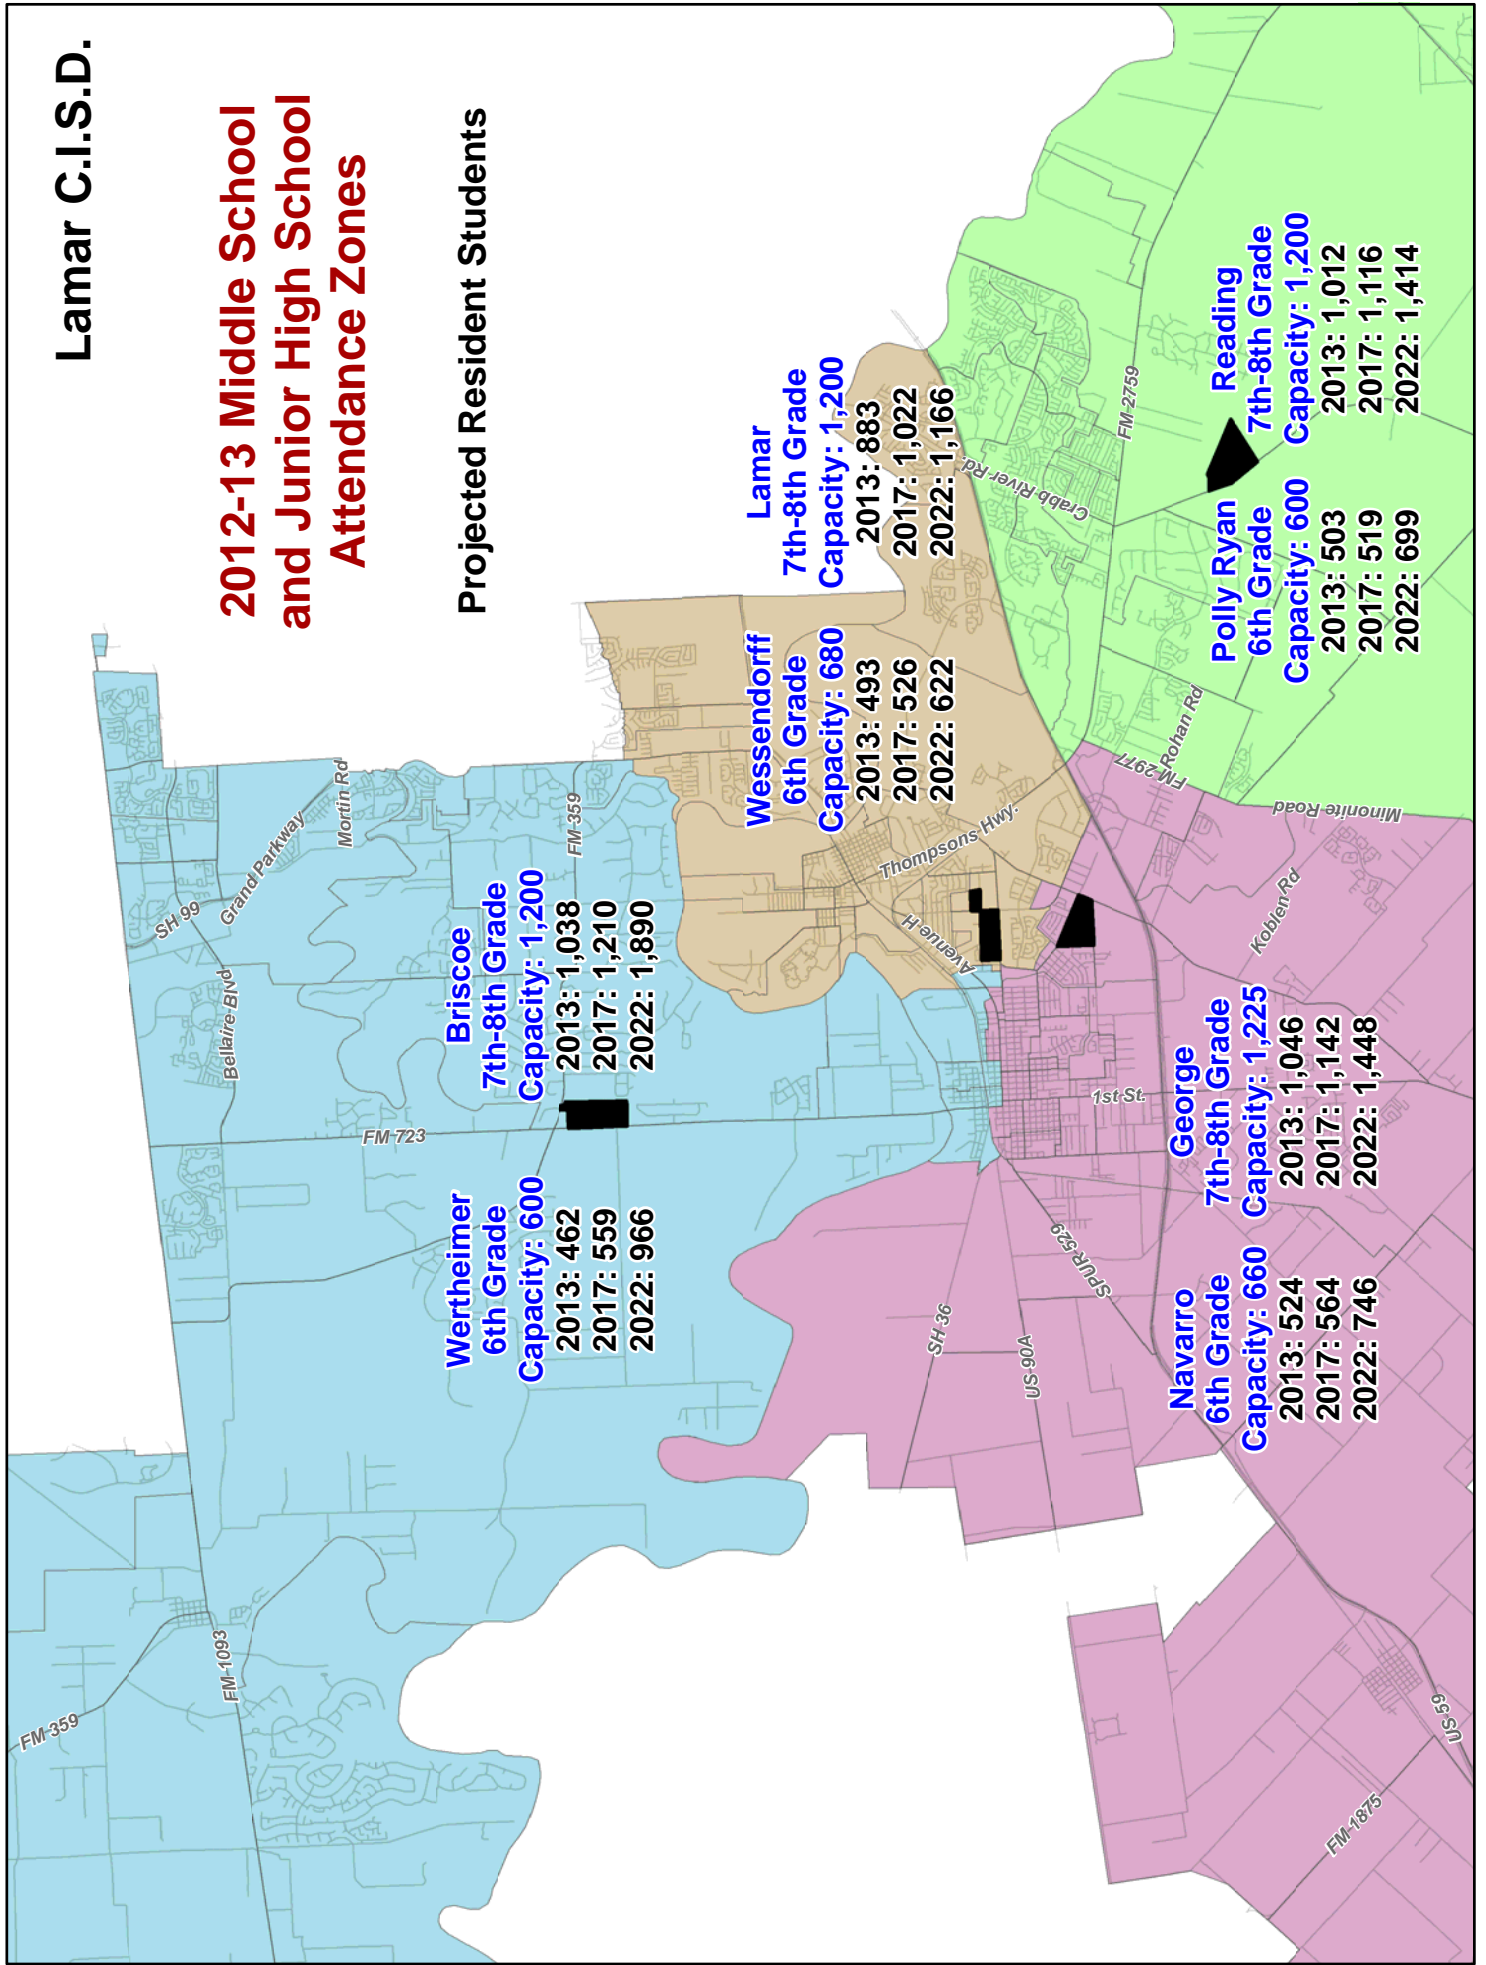 Lamar C.I.S.D.
2012-13 Middle School
and Junior High School
Attendance Zones
Projected Resident Students
FM 359
FM 1093
FM 723
Bellaire Blvd
SH 99
Grand Parkway
Mortin Rd
FM 359
Wertheimer
6th Grade
Capacity: 600
2013: 462
2017: 559
2022: 966
Briscoe
7th-8th Grade
Capacity: 1,200
2013: 1,038
2017: 1,210
2022: 1,890
Wessendorff
6th Grade
Capacity: 680
2013: 493
2017: 526
2022: 622
Lamar
7th-8th Grade
Capacity: 1,200
2013: 883
2017: 1,022
2022: 1,166
Avenue H
Thompsons Hwy.
Crabb River Rd.
FM 2759
SH 36
US 90A
SPUR 529
1st St.
FM 2977
Rohan Rd
Koblen Rd
Minonite Road
Navarro
6th Grade
Capacity: 660
2013: 524
2017: 564
2022: 746
George
7th-8th Grade
Capacity: 1,225
2013: 1,046
2017: 1,142
2022: 1,448
Polly Ryan
6th Grade
Capacity: 600
2013: 503
2017: 519
2022: 699
Reading
7th-8th Grade
Capacity: 1,200
2013: 1,012
2017: 1,116
2022: 1,414
FM 1875
US 59